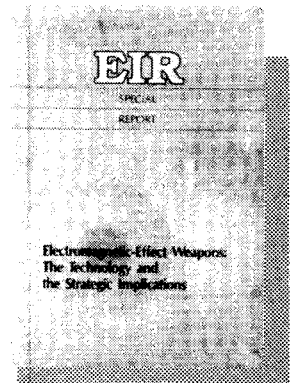 EIR
SPECIAL
REPORT
Electromagnetic-Effect Weapons:
The Technology and
the Strategic Implications